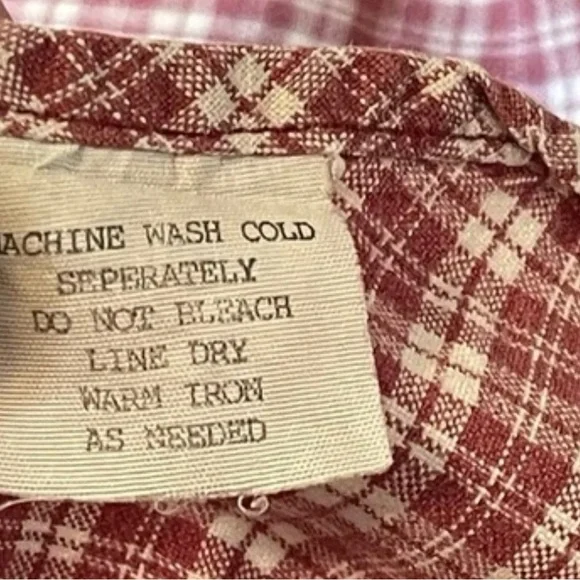 ACHINE WASH COLD
SEPERATELY
DO NOT BLEACH
LINE DRY
WARM IRON
AS NEEDED